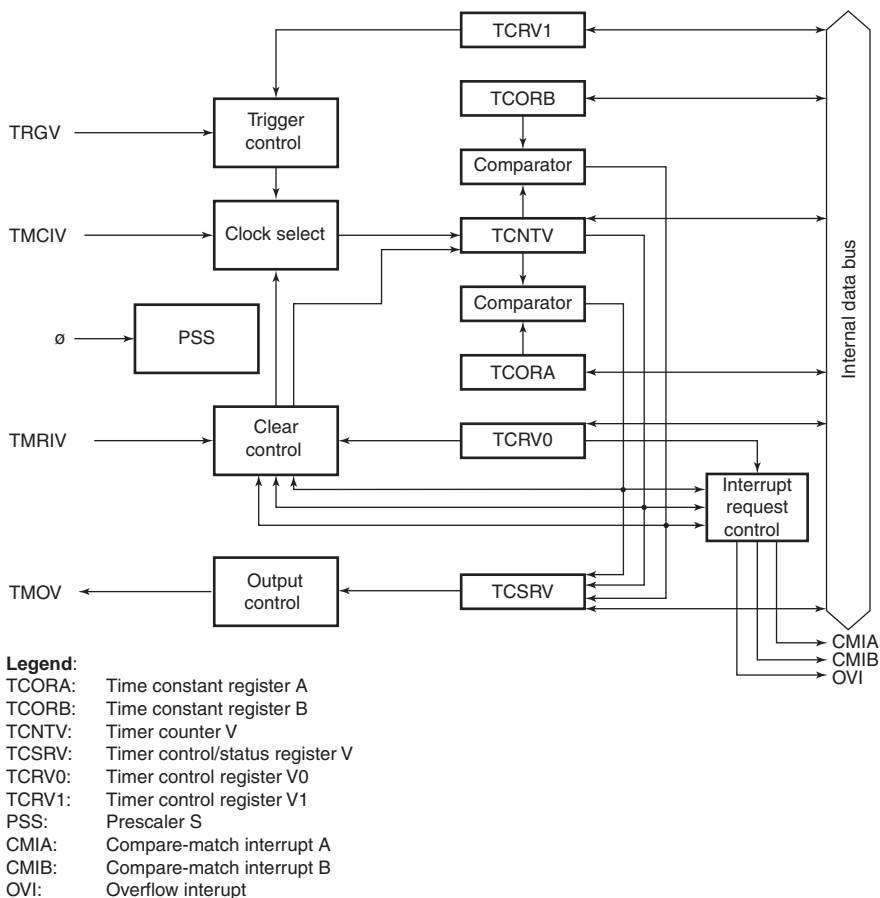 TCRV1
TCORB
TRGV
Trigger
control
Comparator
TMCIV
Clock select
TCNTV
Comparator
ø
PSS
TCORA
Internal data bus
TMRIV
Clear
control
TCRV0
Interrupt
request
control
TMOV
Output
control
TCSRV
CMIA
CMIB
OVI
Legend:
TCORA: Time constant register A
TCORB: Time constant register B
TCNTV: Timer counter V
TCSRV: Timer control/status register V
TCRV0: Timer control register V0
TCRV1: Timer control register V1
PSS: Prescaler S
CMIA: Compare-match interrupt A
CMIB: Compare-match interrupt B
OVI: Overflow interupt